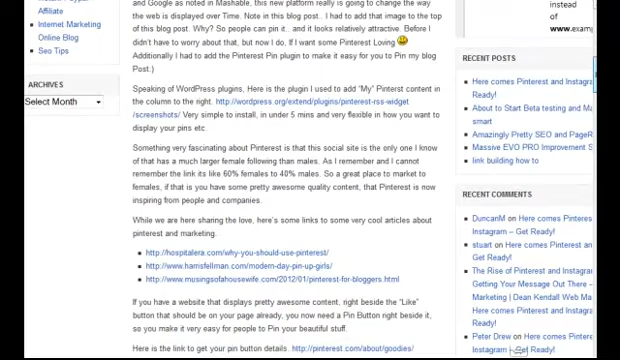 Affiliate
Internet Marketing
Online Blog
Seo Tips
ARCHIVES
Select Month
and Google as noted in Mashable, this new platform really is going to change the way
the web is displayed over Time. Note in this blog post.. I had to add that image to the top
of this blog post. Why? So people can pin it.. and it looks relatively attractive. Before I
didn't have to worry about that, but now I do. If I want some Pinterest Loving
Additionally I had to add the Pinterest Pin plugin to make it easy for you to Pin my blog
Post.)
Speaking of WordPress plugins, Here is the plugin I used to add "My" Pinterst content in
the column to the right. http://wordpress.org/extend/plugins/pinterest-rss-widget
/screenshots/ Very simple to install, in under 5 mins and very flexible in how you want to
display your pins etc.
Something very fascinating about Pinterest is that this social site is the only one I know
of that has a much larger female following than males. As I remember and I cannot
remember the link its like 60% females to 40% males. So a great place to market to
females, if that is you have some pretty awesome quality content, that Pinterest is now
inspiring from people and companies.
While we are here sharing the love, here's some links to some very cool articles about
pinterest and marketing.
http://hospitalera.com/why-you-should-use-pinterest/
http://www.harrisfellman.com/modern-day-pin-up-girls/
http://www.musingsofahousewife.com/2012/01/pinterest-for-bloggers.html
If you have a website that displays pretty awesome content, right beside the "Like"
button that should be on your page already, you now need a Pin Button right beside it,
so you make it very easy for people to Pin your beautiful stuff.
Here is the link to get your pin button details. http://pinterest.com/about/goodies/
instead
of
www.examp
RECENT POSTS
Here comes Pinterest and Instagra
Ready!
About to Start Beta testing and Ma
smart
Amazingly Pretty SEO and PageR
Massive EVO PRO Improvement S
link building how to
RECENT COMMENTS
DuncanM on Here comes Pinterest
Instagram – Get Ready!
stuart on Here comes Pinterest and
Instagram – Get Ready!
The Rise of Pinterest and Instagram
Getting Your Message Out There –
Marketing | Dean Kendall Web Ma
Here comes Pinterest and Instagra
Ready!
Peter Drew on Here comes Pinterest
Instagram – Get Ready!